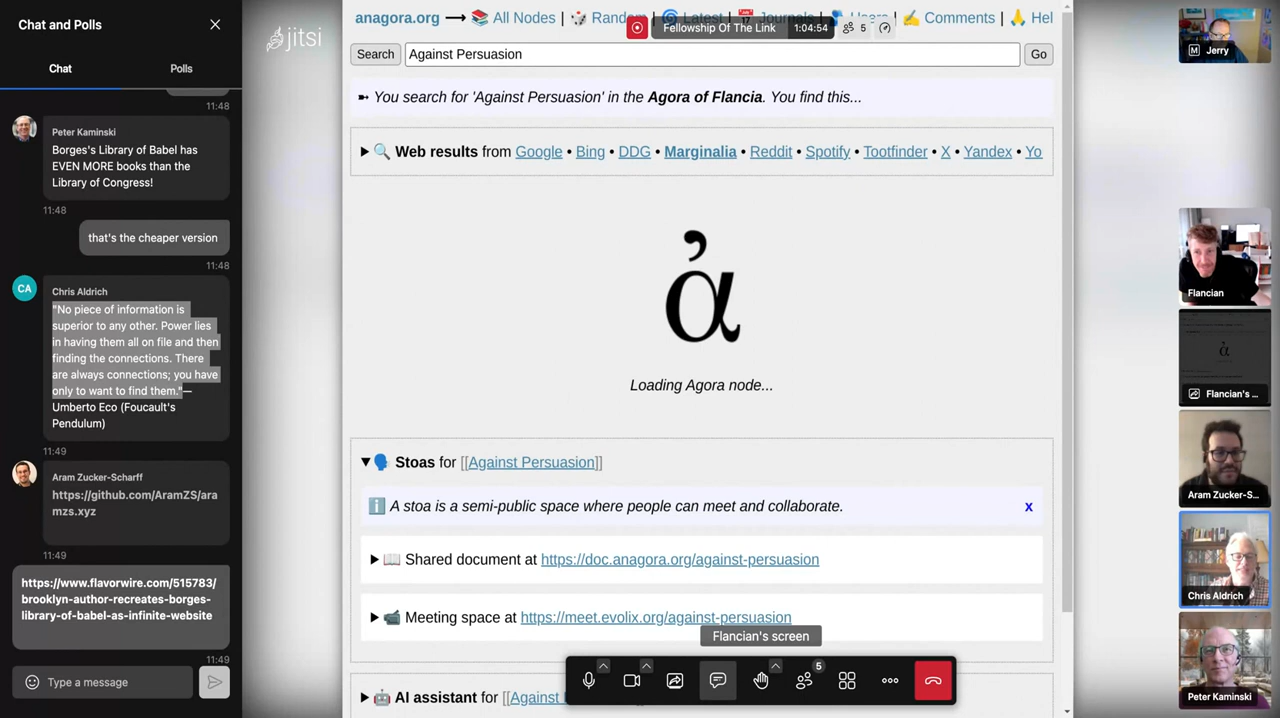 Chat and Polls
Chat
Polls
11:48
Peter Kaminski
Borges's Library of Babel has
EVEN MORE books than the
Library of Congress!
11:48
that's the cheaper version
11:48
CA
Chris Aldrich
"No piece of information is
superior to any other. Power lies
in having them all on file and then
finding the connections. There
are always connections; you have
only to want to find them."—
Umberto Eco (Foucault's
Pendulum)
11:49
Aram Zucker-Scharff
https://github.com/AramZS/ara
mzs.xyz
11:49
https://www.flavorwire.com/515783/
brooklyn-author-recreates-borges-
library-of-babel-as-infinite-website
11:49
Type a message
jitsi
anagora.org ⟶ 📚 All Nodes | 🎲 Random | 🌀 Latest | 📅 Journals | Users | ✍ Comments | 🙏 Hel
Fellowship Of The Link 1:04:54 5
Search Against Persuasion Go
➸ You search for 'Against Persuasion' in the Agora of Flancia. You find this...
▶ 🔍 Web results from Google • Bing • DDG • Marginalia • Reddit • Spotify • Tootfinder • X • Yandex • Yo
ἀ
Loading Agora node...
▼ 🗣 Stoas for [[Against Persuasion]]
ℹ A stoa is a semi-public space where people can meet and collaborate. x
▶ 📖 Shared document at https://doc.anagora.org/against-persuasion
▶ 📹 Meeting space at https://meet.evolix.org/against-persuasion
Flancian's screen
5
▶ 🤖 AI assistant for [[Against
M Jerry
Flancian
Flancian's ...
Aram Zucker-S...
Chris Aldrich
Peter Kaminski